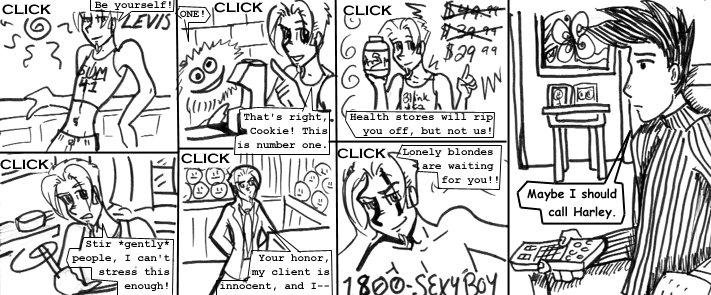 CLICK
Be yourself!
LEVIS
SUM
41
CLICK
ONE!
That's right,
Cookie! This
is number one.
CLICK
$49.99
$39.99
$29.99
Blink
Health stores will rip
you off, but not us!
CLICK
Stir *gently*
people, I can't
stress this
enough!
CLICK
Your honor,
my client is
innocent, and I--
CLICK
Lonely blondes
are waiting
for you!!
1800-SEXYBOY
Maybe I should
call Harley.